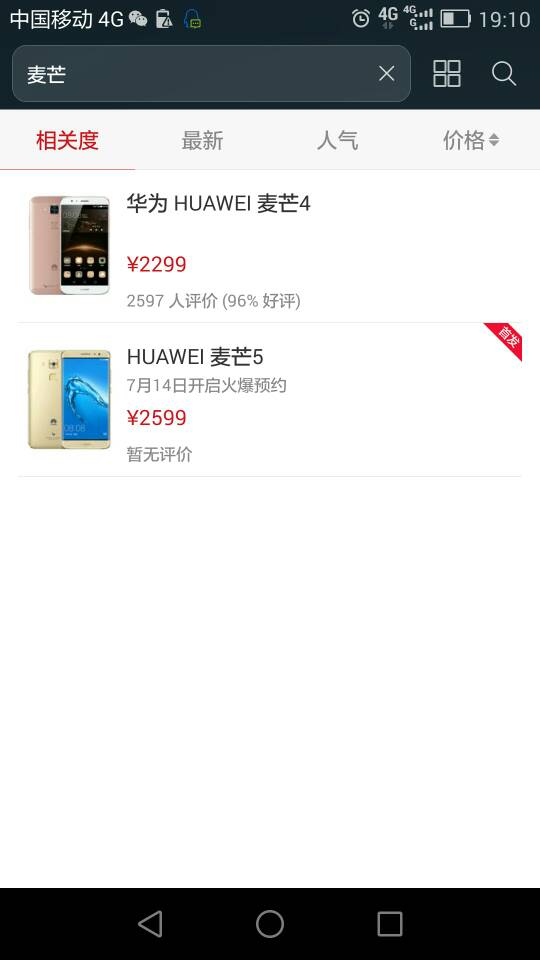 中国移动 4G 4G 4G G 19:10
麦芒
相关度 最新 人气 价格
华为 HUAWEI 麦芒4
¥2299
2597 人评价 (96% 好评)
首发
HUAWEI 麦芒5
7月14日开启火爆预约
¥2599
暂无评价